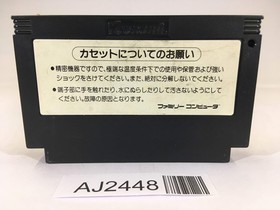 カセットについてのお願い
●精密機器ですので、極端な温度条件下での使用や保管および強い
ショックをさけてください。また、絶対に分解しないでください。
●端子部に手を触れたり、水にぬらしたりして汚さないようにして
ください。故障の原因となります。
ファミリーコンピュータ
AJ2448